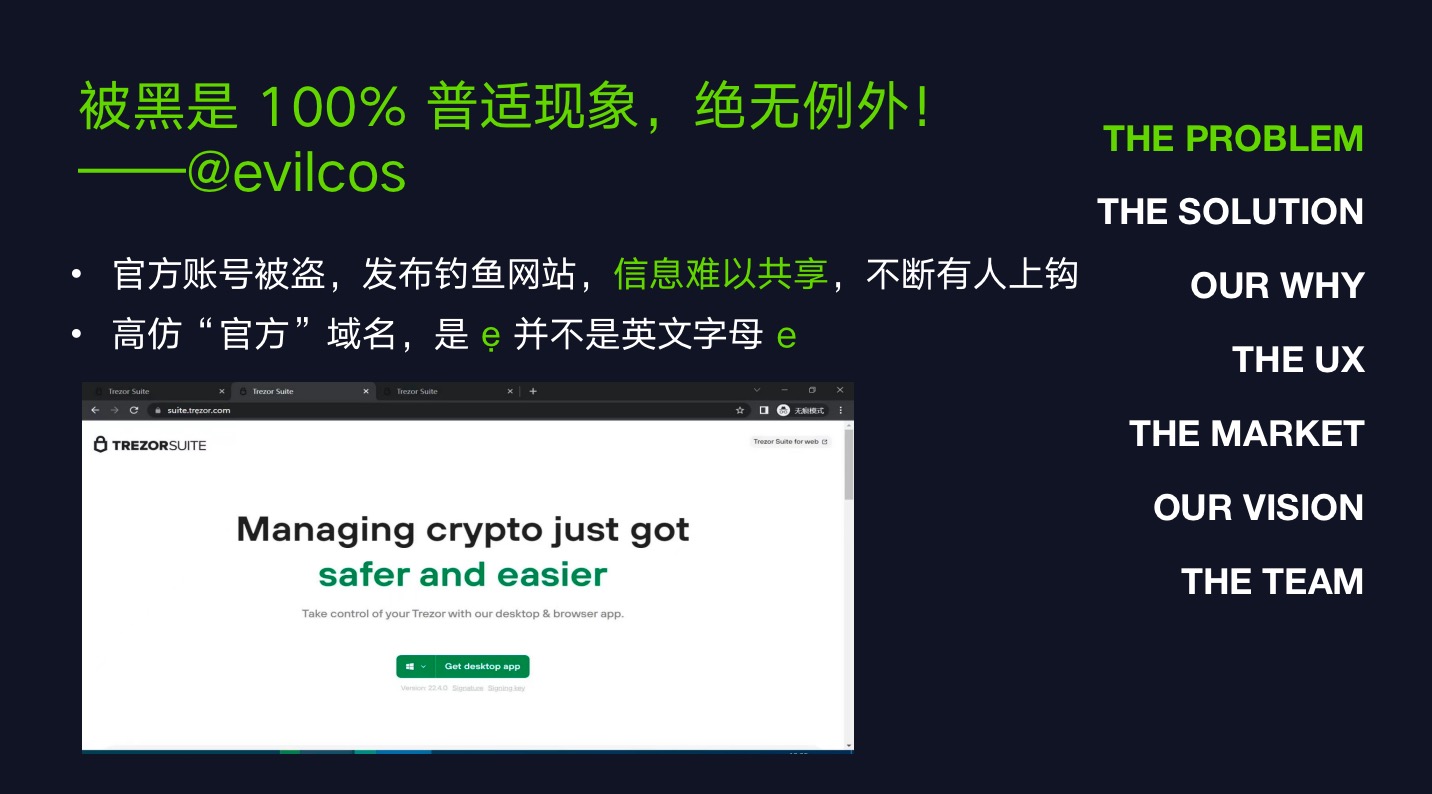 被黑是 100% 普适现象，绝无例外！
——@evilcos
• 官方账号被盗，发布钓鱼网站，信息难以共享，不断有人上钩
• 高仿“官方”域名，是 ẹ 并不是英文字母 e
Trezor Suite
Trezor Suite
Trezor Suite
suite.trezor.com
无痕模式
TREZORSUITE
Trezor Suite for web
Managing crypto just got
safer and easier
Take control of your Trezor with our desktop & browser app.
Get desktop app
Version: 22.4.0 Signature Signing key
THE PROBLEM
THE SOLUTION
OUR WHY
THE UX
THE MARKET
OUR VISION
THE TEAM